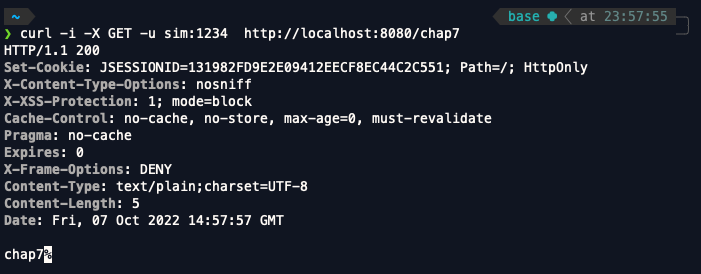 ~ base at 23:57:55
❯ curl -i -X GET -u sim:1234  http://localhost:8080/chap7
HTTP/1.1 200
Set-Cookie: JSESSIONID=131982FD9E2E09412EECF8EC44C2C551; Path=/; HttpOnly
X-Content-Type-Options: nosniff
X-XSS-Protection: 1; mode=block
Cache-Control: no-cache, no-store, max-age=0, must-revalidate
Pragma: no-cache
Expires: 0
X-Frame-Options: DENY
Content-Type: text/plain;charset=UTF-8
Content-Length: 5
Date: Fri, 07 Oct 2022 14:57:57 GMT
chap7%